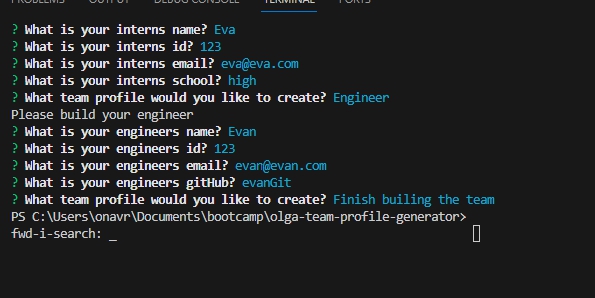 PROBLEMS OUTPUT DEBUG CONSOLE TERMINAL PORTS
? What is your interns name? Eva
? What is your interns id? 123
? What is your interns email? eva@eva.com
? What is your interns school? high
? What team profile would you like to create? Engineer
Please build your engineer
? What is your engineers name? Evan
? What is your engineers id? 123
? What is your engineers email? evan@evan.com
? What is your engineers gitHub? evanGit
? What team profile would you like to create? Finish builing the team
PS C:\Users\onavr\Documents\bootcamp\olga-team-profile-generator>
fwd-i-search: _